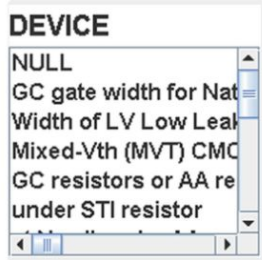 DEVICE
NULL
GC gate width for Nat
Width of LV Low Leak
Mixed-Vth (MVT) CMC
GC resistors or AA re
under STI resistor